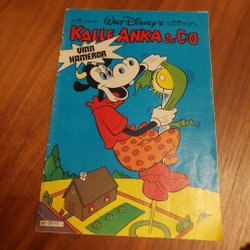 WALT DISNEY'S
KALLE ANKA & C:O
VINN
KAMEROR